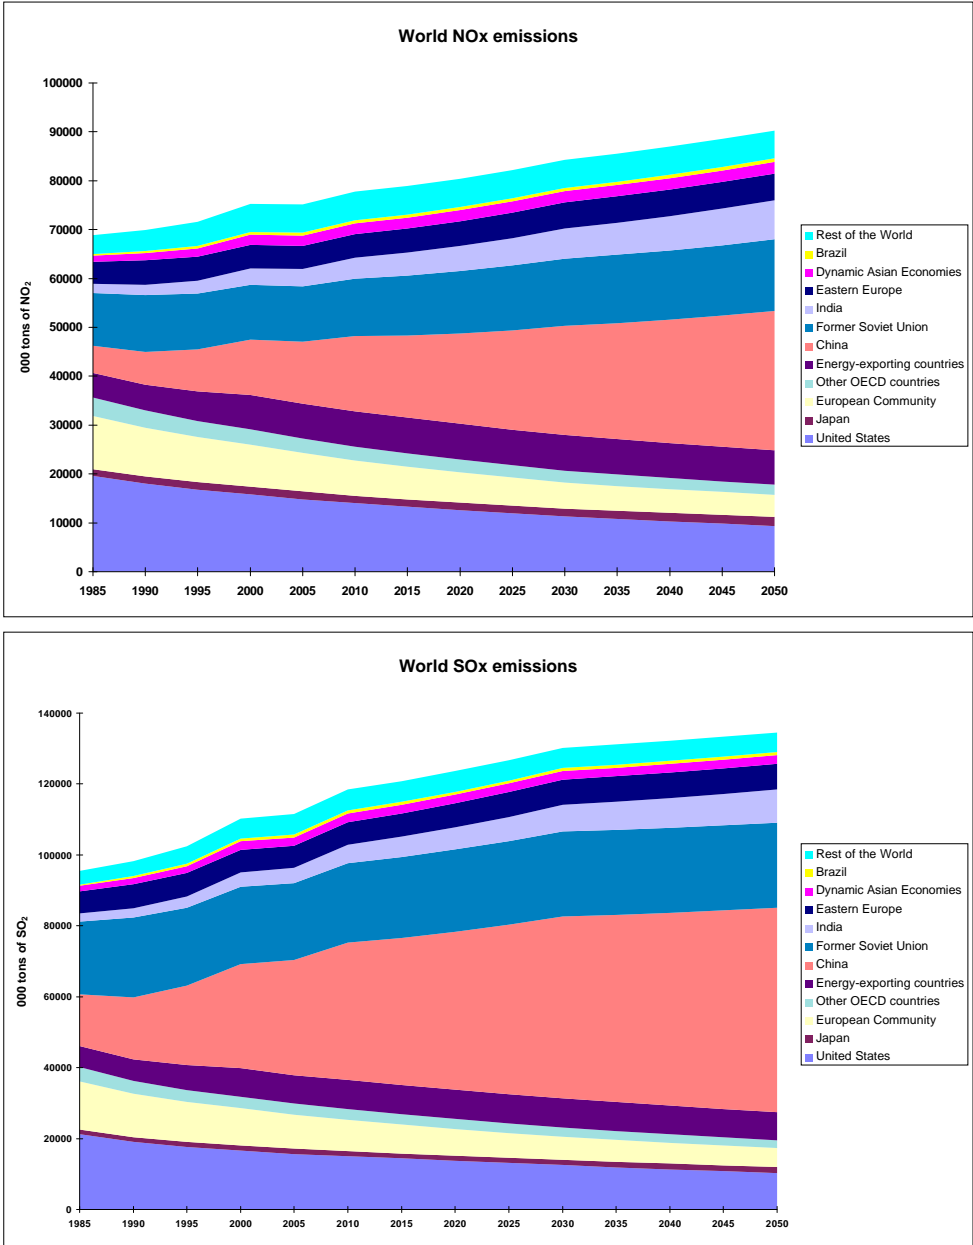 World NOx emissions
100000
90000
80000
70000
60000
50000
40000
30000
20000
10000
0
000 tons of NO₂
1985 1990 1995 2000 2005 2010 2015 2020 2025 2030 2035 2040 2045 2050
Rest of the World
Brazil
Dynamic Asian Economies
Eastern Europe
India
Former Soviet Union
China
Energy-exporting countries
Other OECD countries
European Community
Japan
United States
World SOx emissions
140000
120000
100000
80000
60000
40000
20000
0
000 tons of SO₂
1985 1990 1995 2000 2005 2010 2015 2020 2025 2030 2035 2040 2045 2050
Rest of the World
Brazil
Dynamic Asian Economies
Eastern Europe
India
Former Soviet Union
China
Energy-exporting countries
Other OECD countries
European Community
Japan
United States